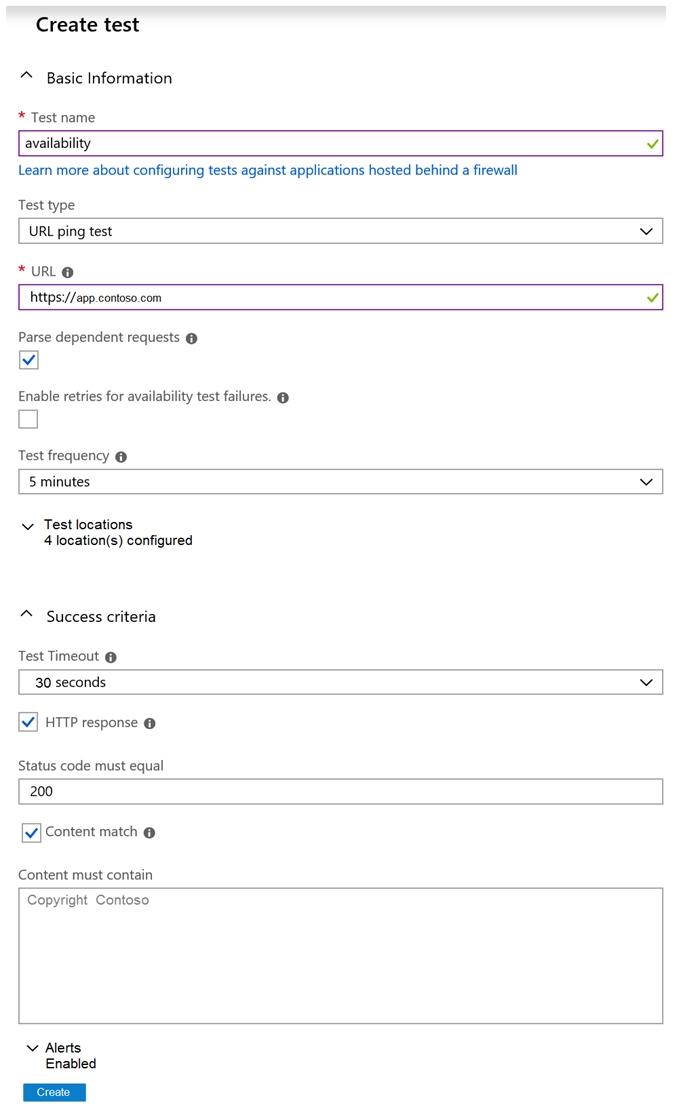 Create test
Basic Information
* Test name
availability
Learn more about configuring tests against applications hosted behind a firewall
Test type
URL ping test
* URL
https://app.contoso.com
Parse dependent requests
Enable retries for availability test failures.
Test frequency
5 minutes
Test locations
4 location(s) configured
Success criteria
Test Timeout
30 seconds
HTTP response
Status code must equal
200
Content match
Content must contain
Copyright Contoso
Alerts
Enabled
Create